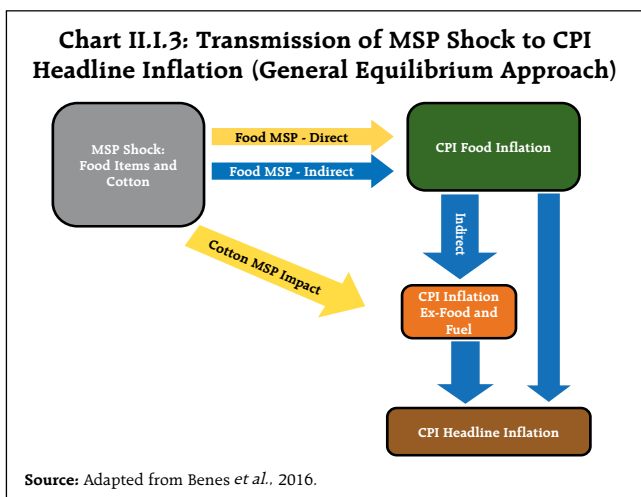 Chart II.I.3: Transmission of MSP Shock to CPI
Headline Inflation (General Equilibrium Approach)
MSP Shock:
Food Items and
Cotton
Food MSP - Direct
Food MSP - Indirect
CPI Food Inflation
Indirect
Cotton MSP Impact
CPI Inflation
Ex-Food and
Fuel
CPI Headline Inflation
Source: Adapted from Benes et al., 2016.